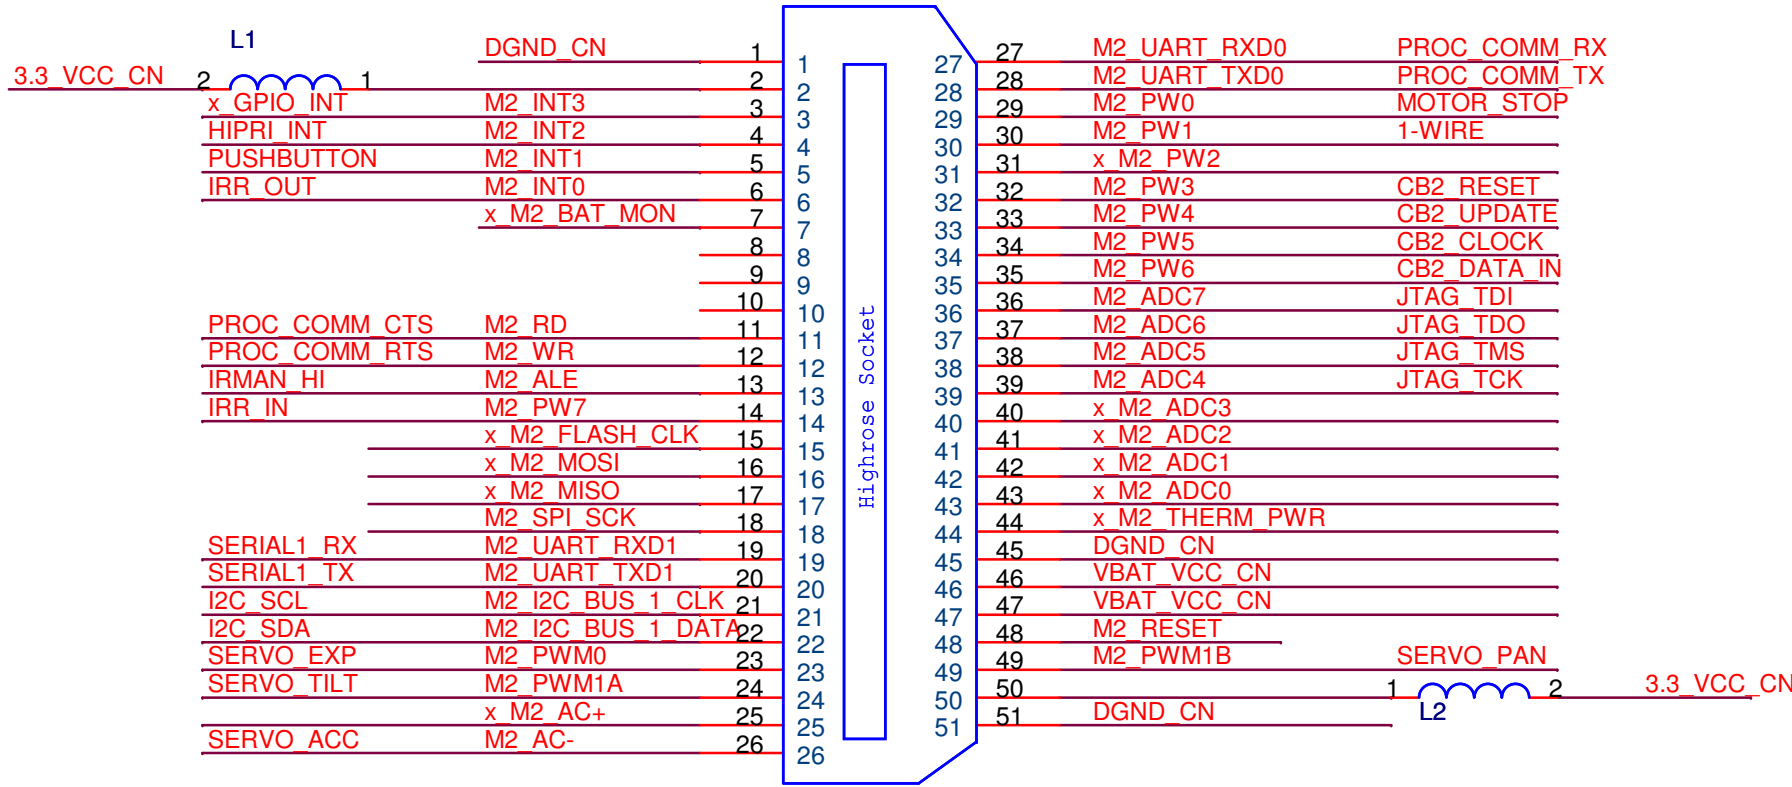 L1
3.3_VCC_CN 2 1
DGND_CN 1 1
2 2
x_GPIO_INT M2_INT3 3 3
HIPRI_INT M2_INT2 4 4
PUSHBUTTON M2_INT1 5 5
IRR_OUT M2_INT0 6 6
x_M2_BAT_MON 7 7
8 8
9 9
10 10
PROC_COMM_CTS M2_RD 11 11
PROC_COMM_RTS M2_WR 12 12
IRMAN_HI M2_ALE 13 13
IRR_IN M2_PW7 14 14
x_M2_FLASH_CLK 15 15
x_M2_MOSI 16 16
x_M2_MISO 17 17
M2_SPI_SCK 18 18
SERIAL1_RX M2_UART_RXD1 19 19
SERIAL1_TX M2_UART_TXD1 20 20
I2C_SCL M2_I2C_BUS_1_CLK 21 21
I2C_SDA M2_I2C_BUS_1_DATA 22 22
SERVO_EXP M2_PWM0 23 23
SERVO_TILT M2_PWM1A 24 24
x_M2_AC+ 25 25
SERVO_ACC M2_AC- 26 26
Highrose Socket
27 27 M2_UART_RXD0 PROC_COMM_RX
28 28 M2_UART_TXD0 PROC_COMM_TX
29 29 M2_PW0 MOTOR_STOP
30 30 M2_PW1 1-WIRE
31 31 x_M2_PW2
32 32 M2_PW3 CB2_RESET
33 33 M2_PW4 CB2_UPDATE
34 34 M2_PW5 CB2_CLOCK
35 35 M2_PW6 CB2_DATA_IN
36 36 M2_ADC7 JTAG_TDI
37 37 M2_ADC6 JTAG_TDO
38 38 M2_ADC5 JTAG_TMS
39 39 M2_ADC4 JTAG_TCK
40 40 x_M2_ADC3
41 41 x_M2_ADC2
42 42 x_M2_ADC1
43 43 x_M2_ADC0
44 44 x_M2_THERM_PWR
45 45 DGND_CN
46 46 VBAT_VCC_CN
47 47 VBAT_VCC_CN
48 48 M2_RESET
49 49 M2_PWM1B SERVO_PAN
50 50 1 2 3.3_VCC_CN
L2
51 51 DGND_CN